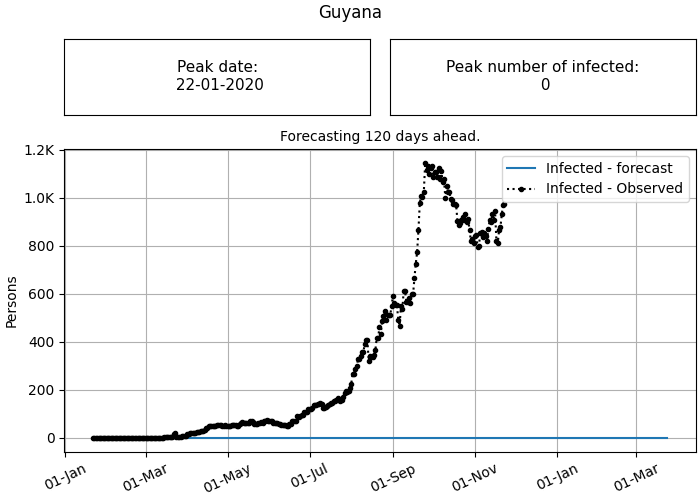 Guyana
Peak date:
22-01-2020
Peak number of infected:
0
Forecasting 120 days ahead.
Infected - forecast
Infected - Observed
Persons
1.2K
1.0K
800
600
400
200
0
01-Jan
01-Mar
01-May
01-Jul
01-Sep
01-Nov
01-Jan
01-Mar